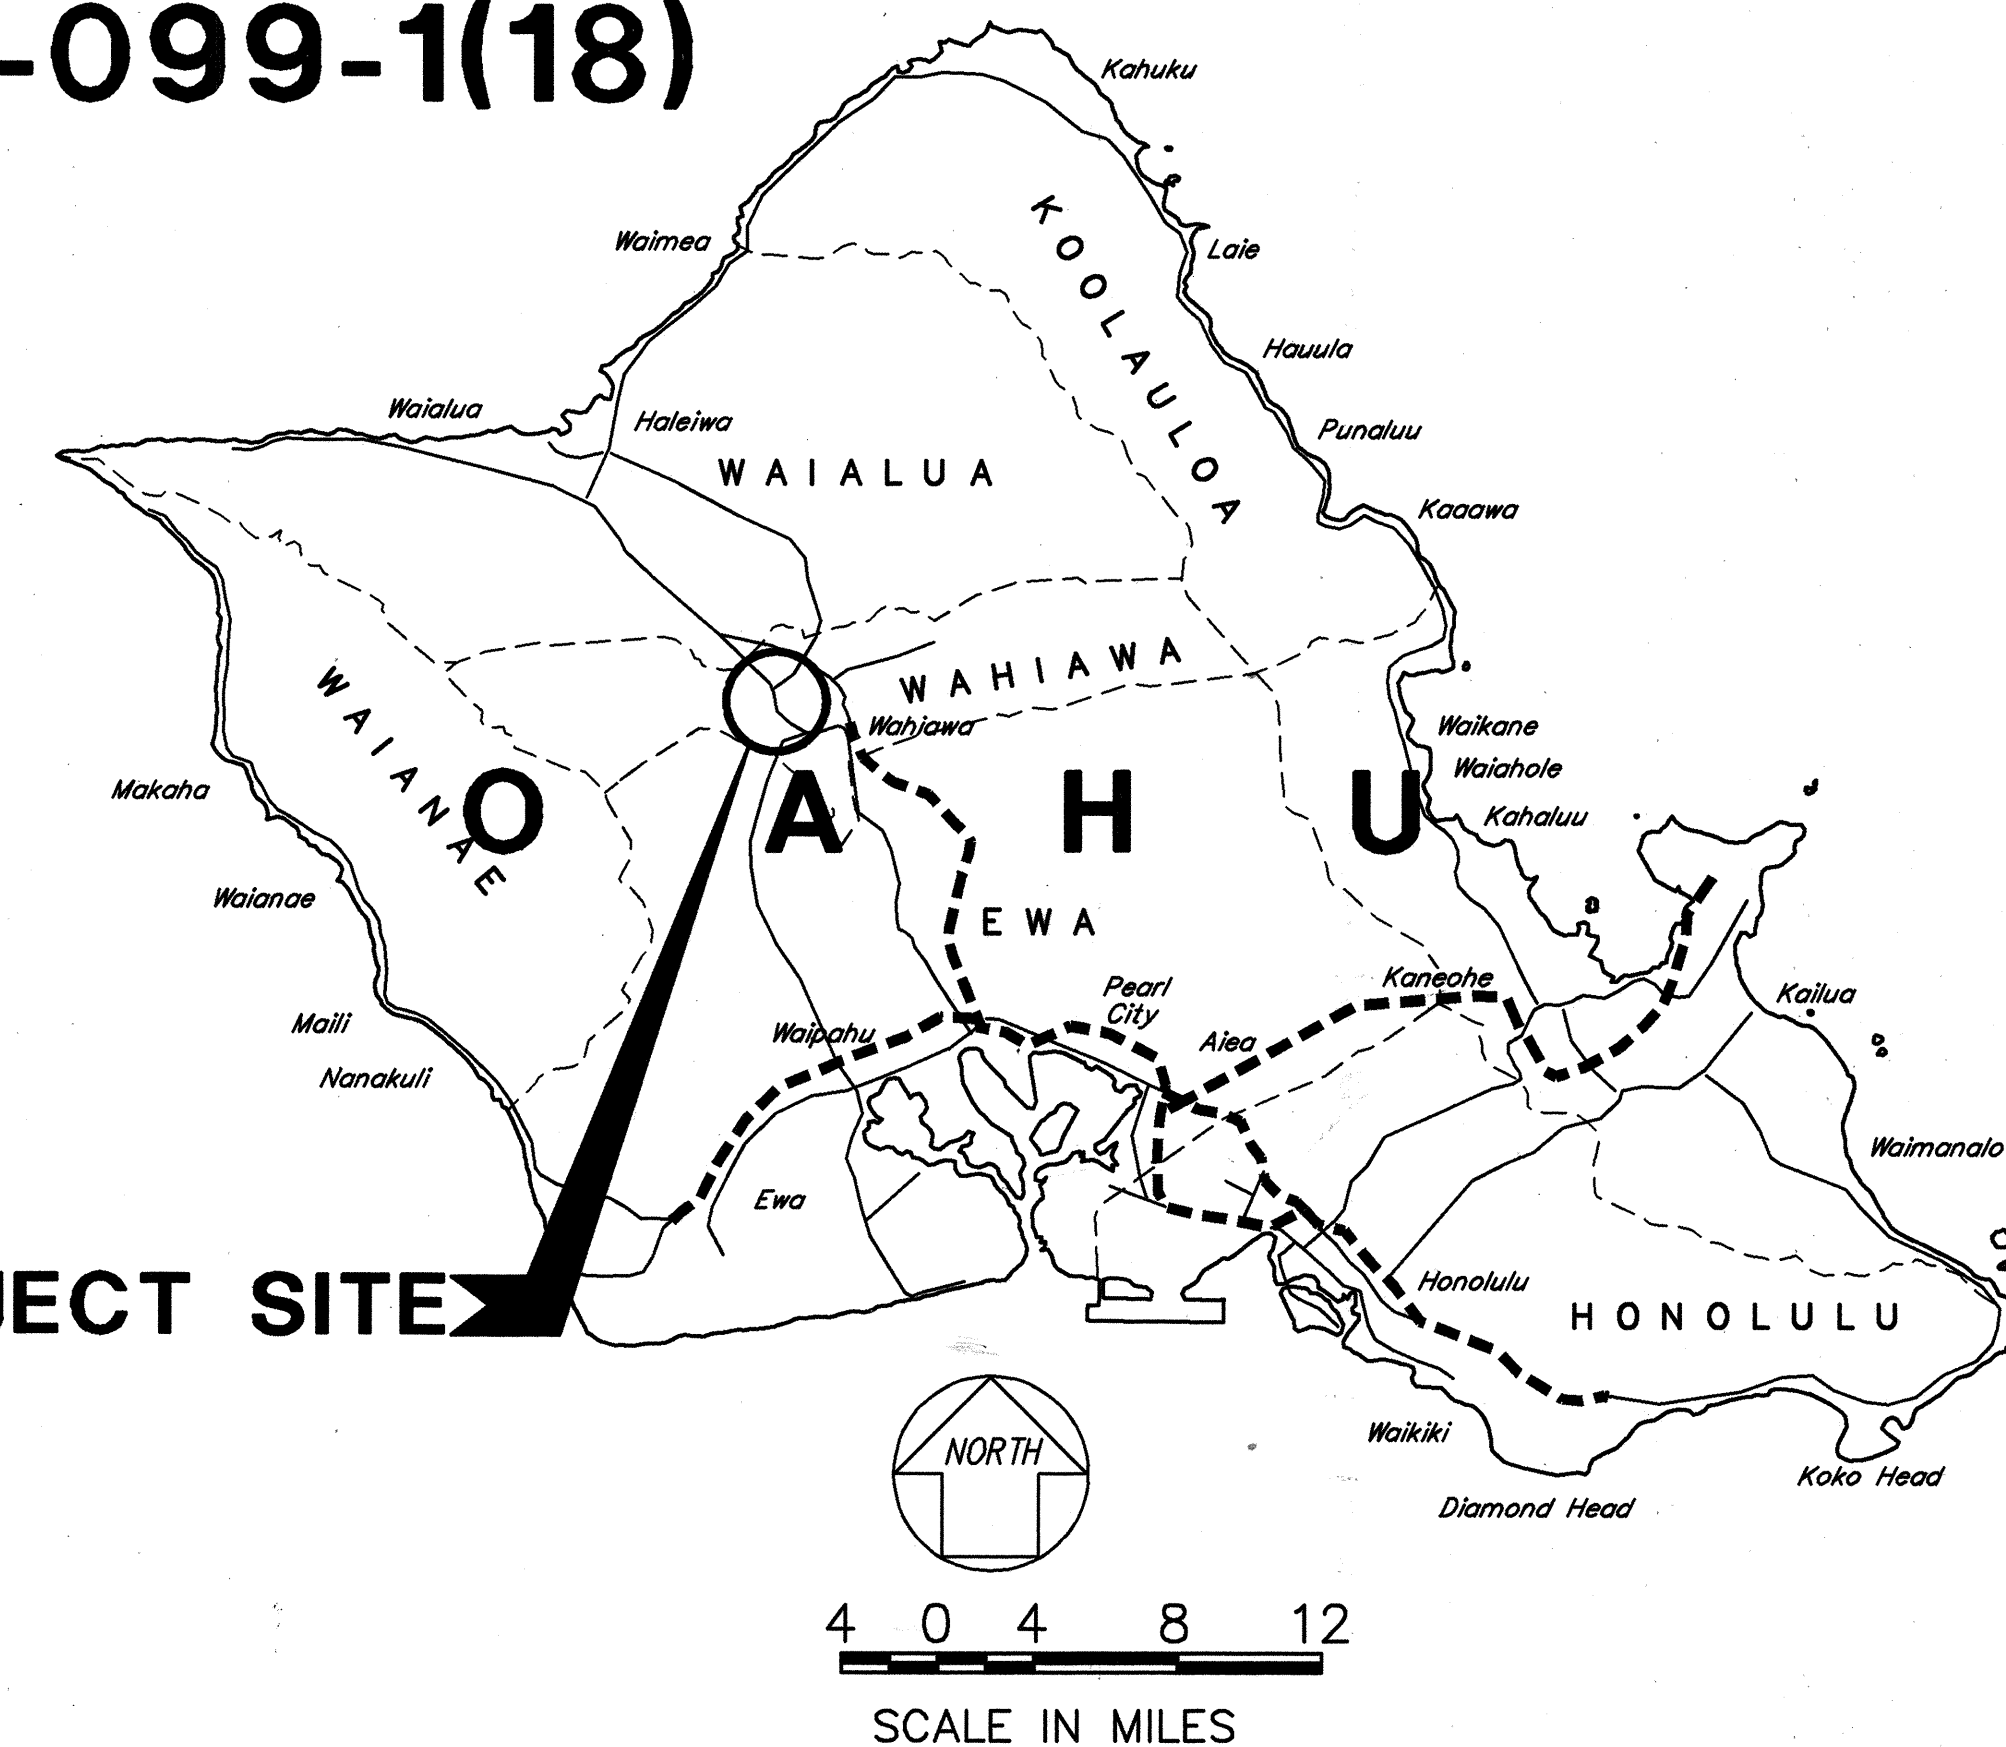 -099-1(18)
Kahuku
KOOLAULOA
Waimea
Laie
Hauula
Waialua
Haleiwa
Punaluu
WAIALUA
Kaaawa
WAHIAWA
WAIANAE
Wahiawa
Waikane
Waiahole
Makaha
OAHU
Kahaluu
Waianae
EWA
Kaneohe
Pearl
City
Kailua
Maili
Waipahu
Aiea
Nanakuli
Waimanalo
Ewa
JECT SITE
Honolulu
HONOLULU
NORTH
Waikiki
Koko Head
Diamond Head
4 0 4 8 12
SCALE IN MILES